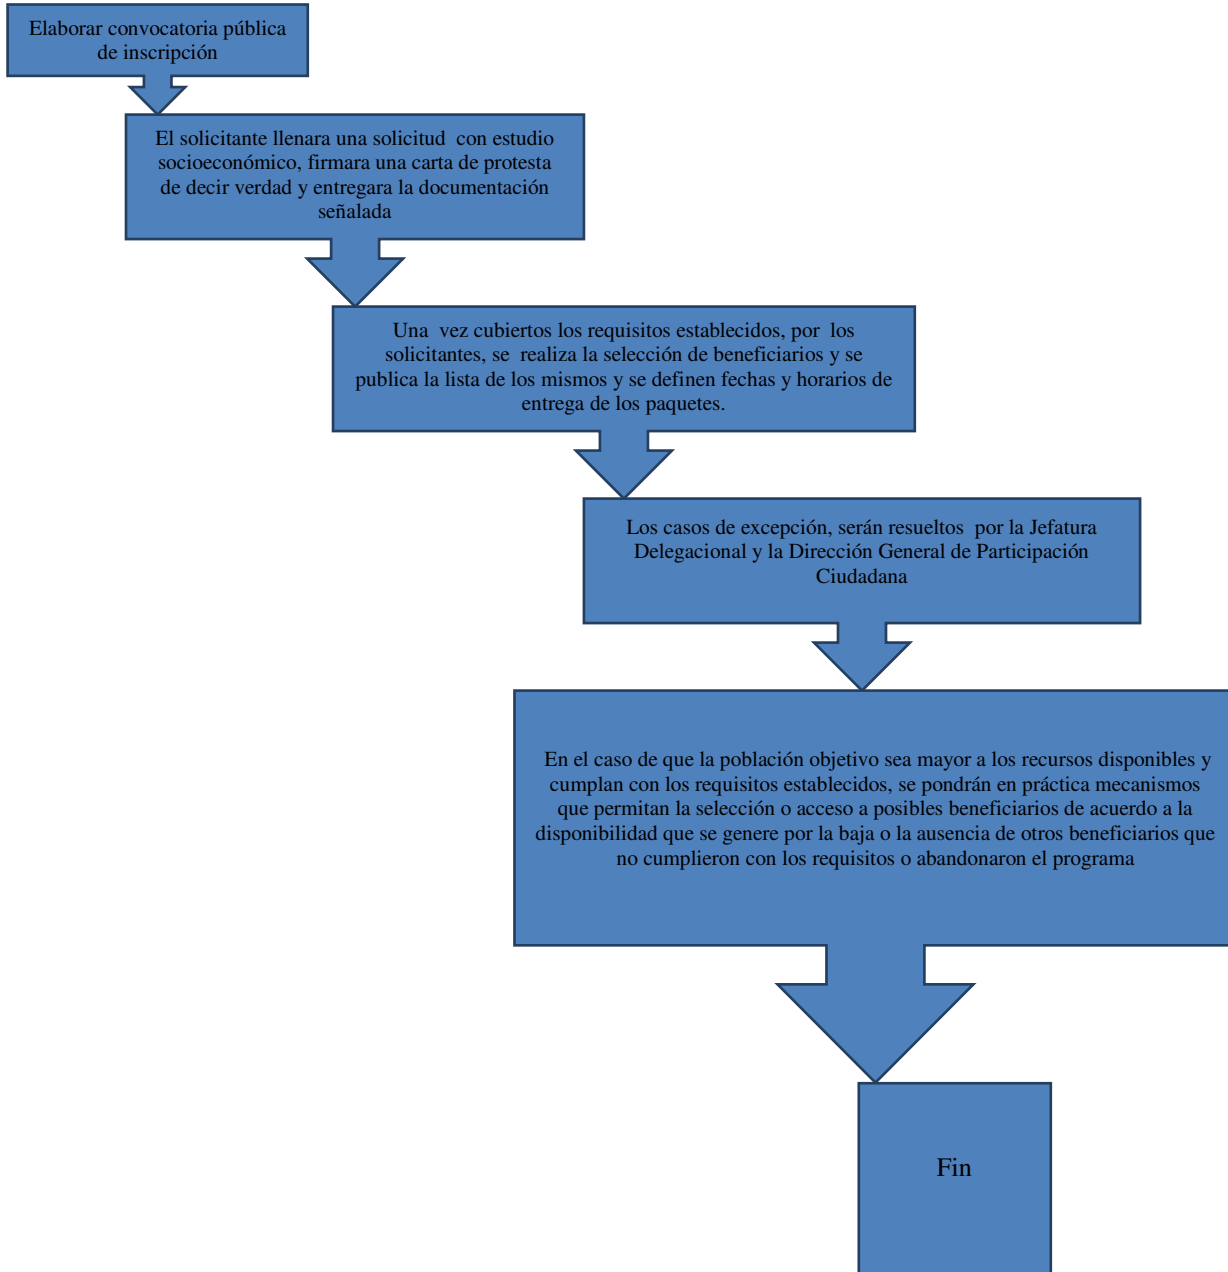 Elaborar convocatoria pública
de inscripción
El solicitante llenara una solicitud  con estudio
socioeconómico, firmara una carta de protesta
de decir verdad y entregara la documentación
señalada
Una  vez cubiertos los requisitos establecidos, por  los
solicitantes, se  realiza la selección de beneficiarios y se
publica la lista de los mismos y se definen fechas y horarios de
entrega de los paquetes.
Los casos de excepción, serán resueltos  por la Jefatura
Delegacional y la Dirección General de Participación
Ciudadana
En el caso de que la población objetivo sea mayor a los recursos disponibles y
cumplan con los requisitos establecidos, se pondrán en práctica mecanismos
que permitan la selección o acceso a posibles beneficiarios de acuerdo a la
disponibilidad que se genere por la baja o la ausencia de otros beneficiarios que
no cumplieron con los requisitos o abandonaron el programa
Fin